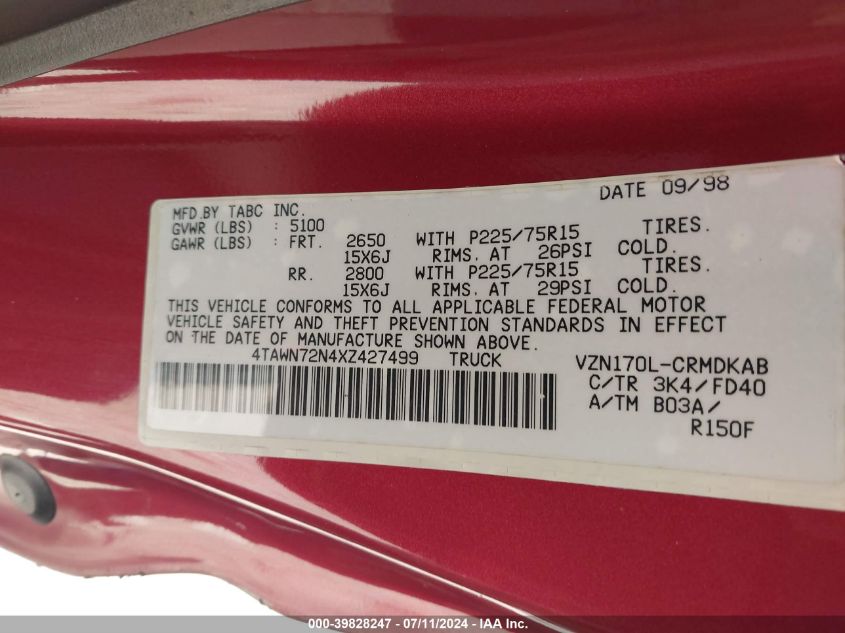 DATE 09/98
MFD.BY TABC INC.
GVWR (LBS) : 5100
GAWR (LBS) : FRT. 2650 WITH P225/75R15 TIRES.
15X6J RIMS. AT 26PSI COLD.
RR. 2800 WITH P225/75R15 TIRES.
15X6J RIMS. AT 29PSI COLD.
THIS VEHICLE CONFORMS TO ALL APPLICABLE FEDERAL MOTOR
VEHICLE SAFETY AND THEFT PREVENTION STANDARDS IN EFFECT
ON THE DATE OF MANUFACTURE SHOWN ABOVE.
4TAWN72N4XZ427499 TRUCK VZN170L-CRMDKAB
C/TR 3K4/FD40
A/TM B03A/
R150F
000-39828247 - 07/11/2024 - IAA Inc.